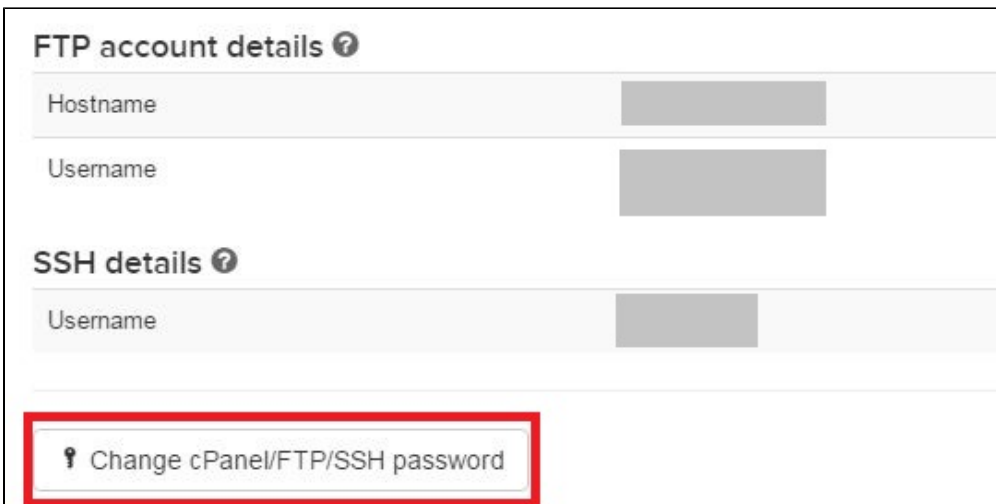 FTP account details
Hostname
Username
SSH details
Username
Change cPanel/FTP/SSH password